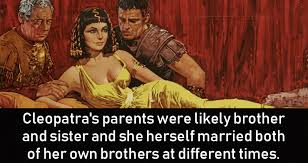 Cleopatra's parents were likely brother
and sister and she herself married both
of her own brothers at different times.